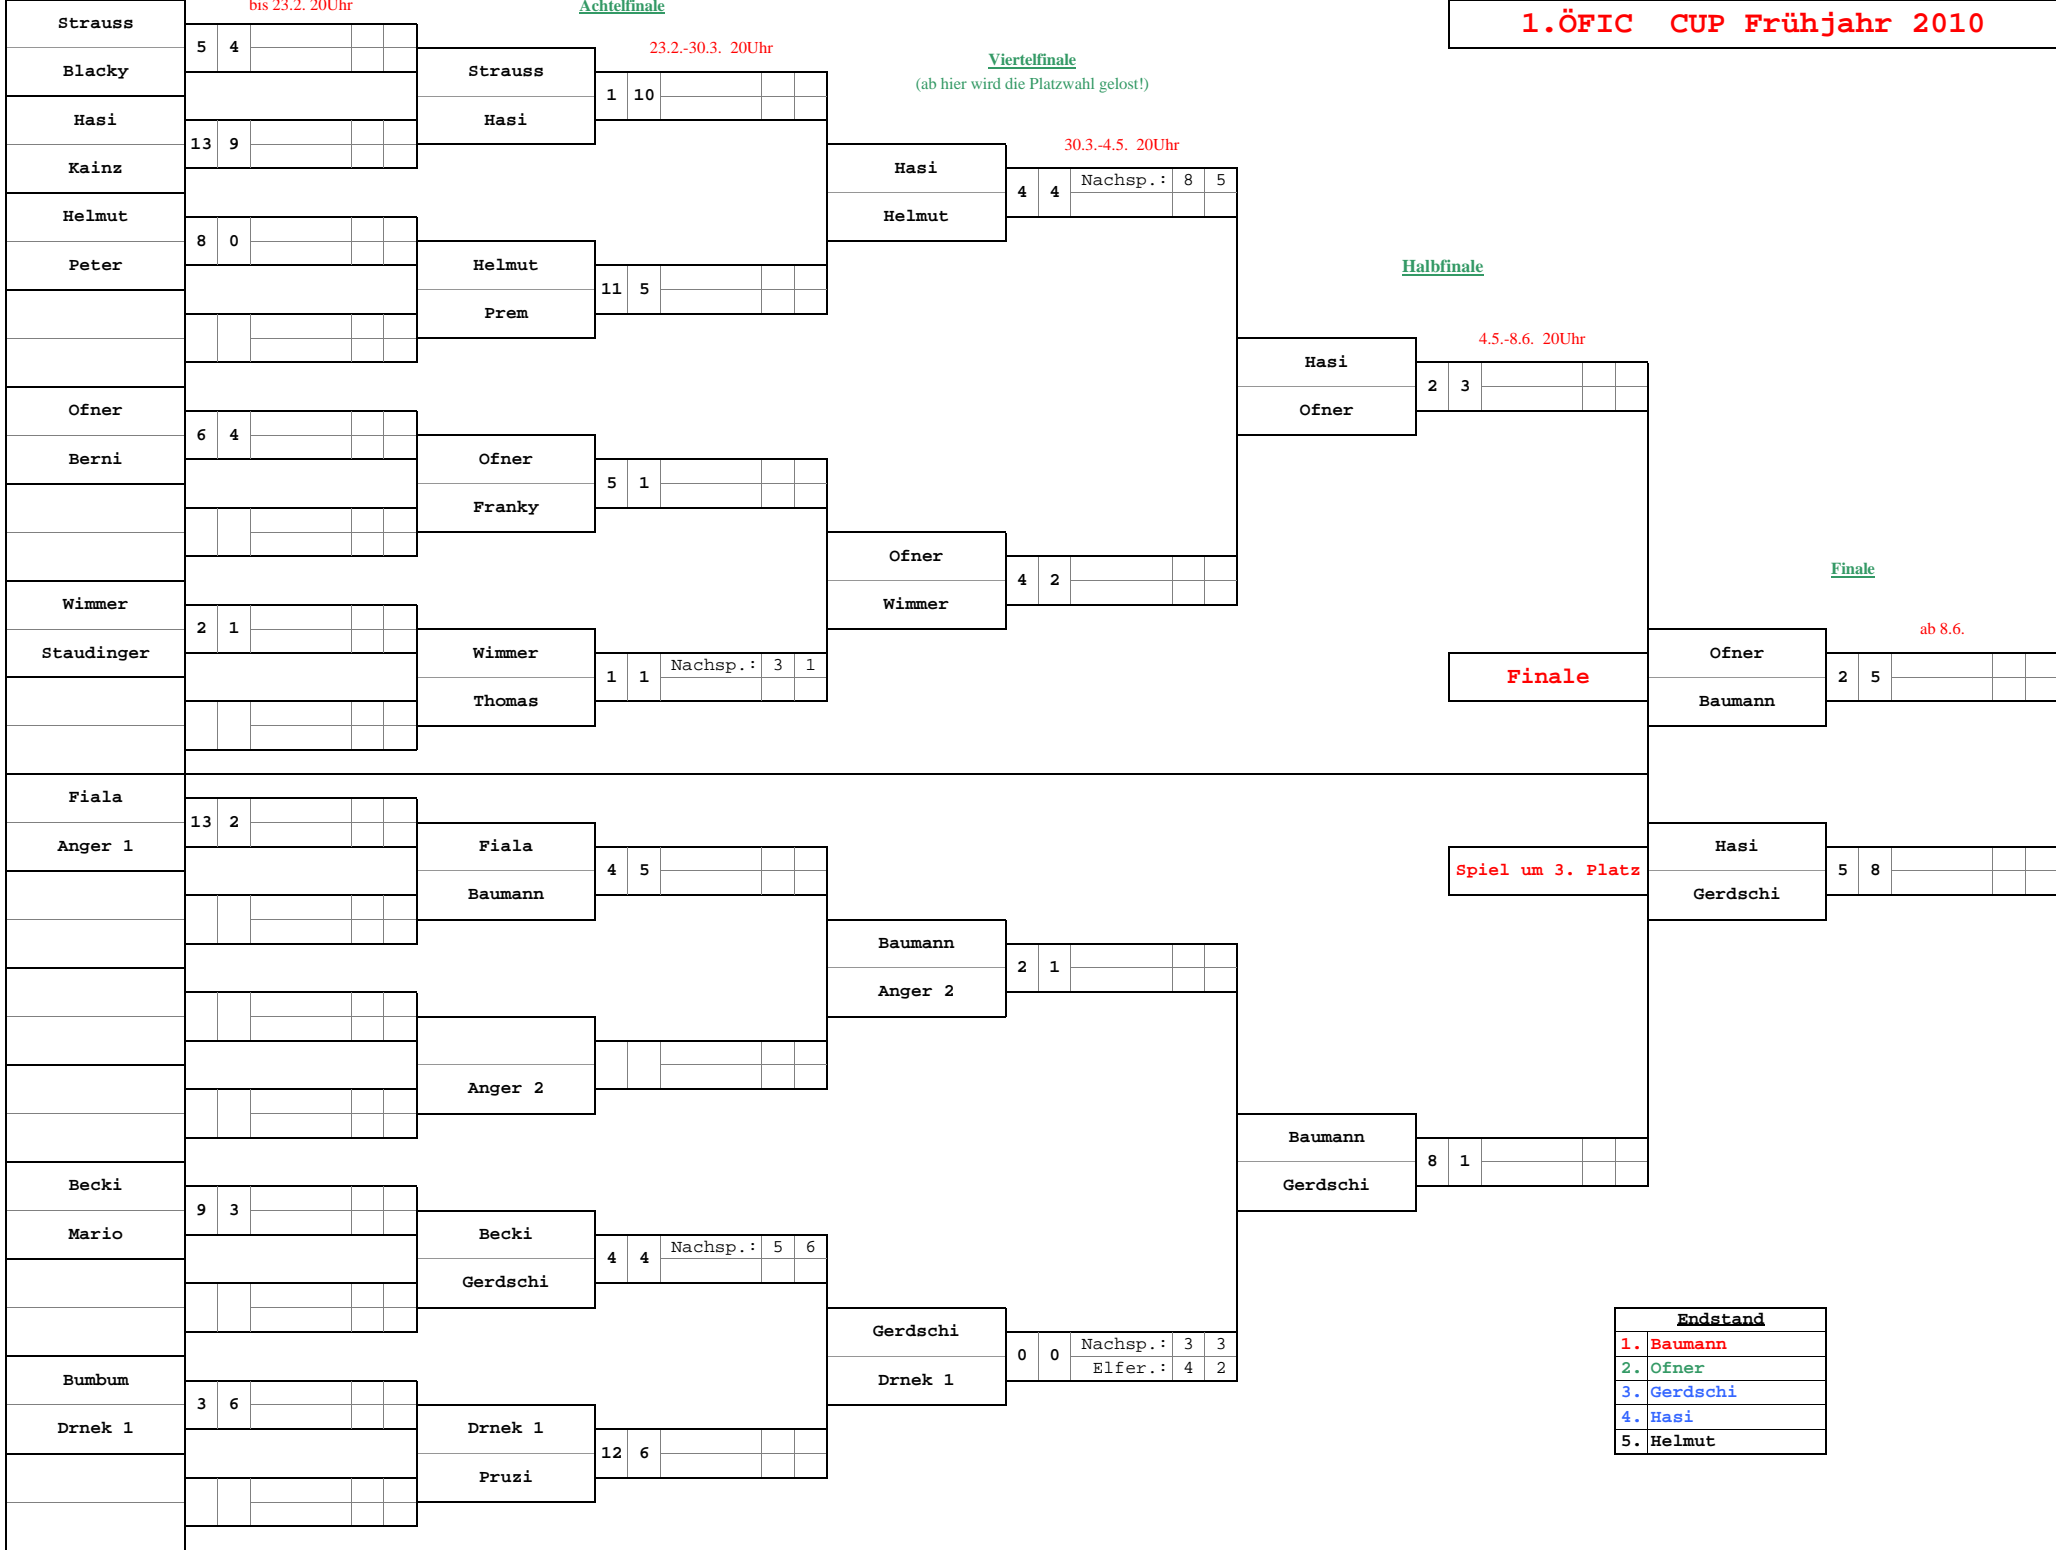 bis 23.2. 20Uhr
Achtelfinale
1.ÖFIC CUP Frühjahr 2010
Strauss
5 4
Blacky
Hasi
13 9
Kainz
Helmut
8 0
Peter
Ofner
6 4
Berni
Wimmer
2 1
Staudinger
Fiala
13 2
Anger 1
Becki
9 3
Mario
Bumbum
3 6
Drnek 1
23.2.-30.3. 20Uhr
Strauss
1 10
Hasi
Helmut
11 5
Prem
Ofner
5 1
Franky
Wimmer
1 1 Nachsp.: 3 1
Thomas
Fiala
4 5
Baumann
Anger 2
Becki
4 4 Nachsp.: 5 6
Gerdschi
Drnek 1
12 6
Pruzi
Viertelfinale
(ab hier wird die Platzwahl gelost!)
30.3.-4.5. 20Uhr
Hasi
4 4 Nachsp.: 8 5
Helmut
Ofner
4 2
Wimmer
Baumann
2 1
Anger 2
Gerdschi
0 0 Nachsp.: 3 3
Elfer.: 4 2
Drnek 1
Halbfinale
4.5.-8.6. 20Uhr
Hasi
2 3
Ofner
Baumann
8 1
Gerdschi
Finale
ab 8.6.
Finale
Ofner
2 5
Baumann
Spiel um 3. Platz
Hasi
5 8
Gerdschi
Endstand
1. Baumann
2. Ofner
3. Gerdschi
4. Hasi
5. Helmut